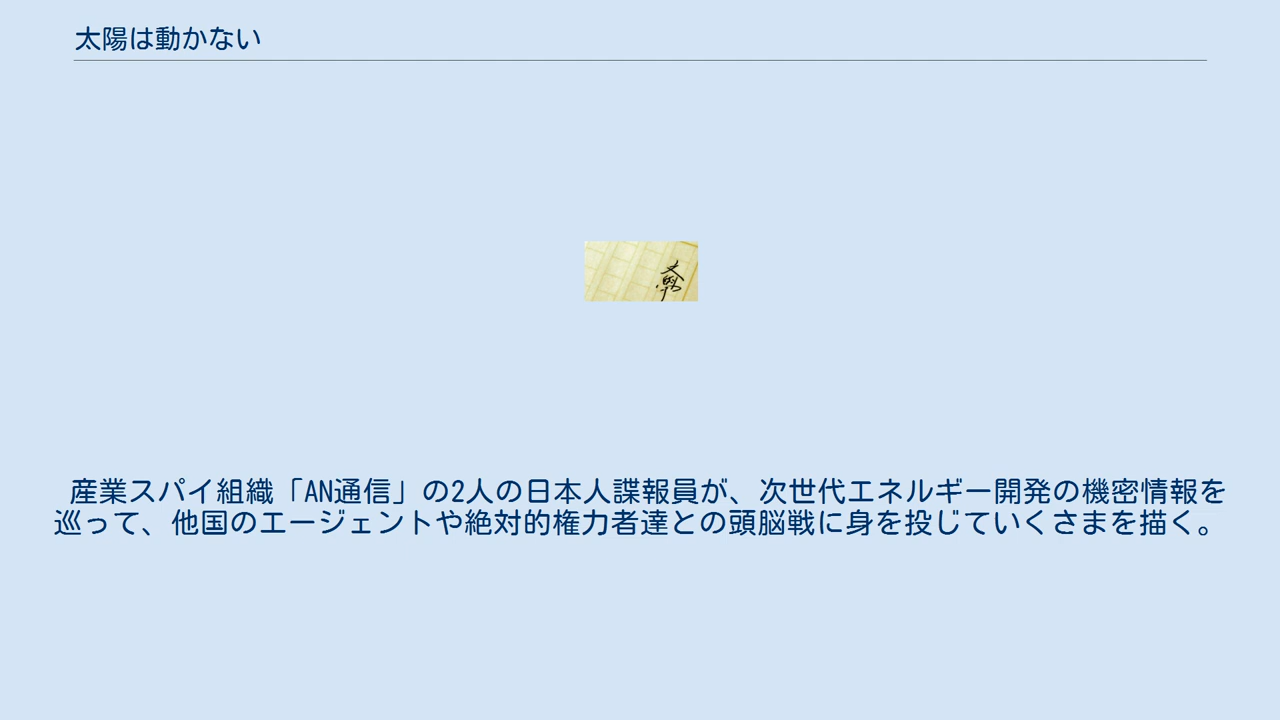 太陽は動かない
産業スパイ組織「AN通信」の2人の日本人諜報員が、次世代エネルギー開発の機密情報を
巡って、他国のエージェントや絶対的権力者達との頭脳戦に身を投じていくさまを描く。